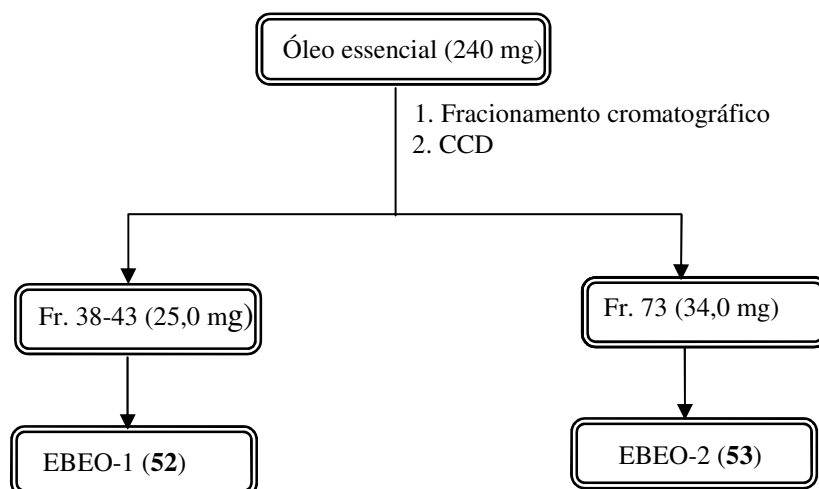 Óleo essencial (240 mg)
1. Fracionamento cromatográfico
2. CCD
Fr. 38-43 (25,0 mg)
Fr. 73 (34,0 mg)
EBEO-1 (52)
EBEO-2 (53)